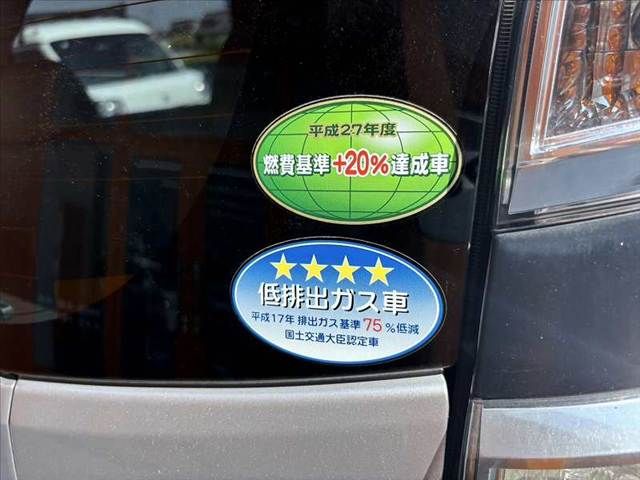 平成27年度
燃費基準+20%達成車
★★★★
低排出ガス車
平成17年 排出ガス基準 75%低減
国土交通大臣認定車